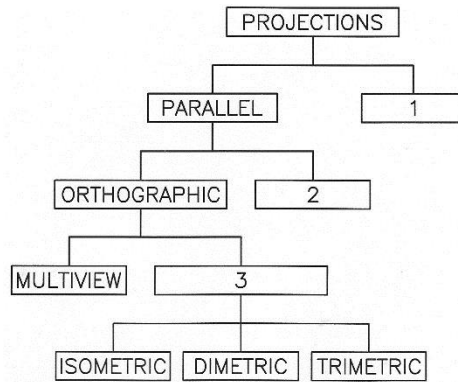 PROJECTIONS
PARALLEL 1
ORTHOGRAPHIC 2
MULTIVIEW 3
ISOMETRIC DIMETRIC TRIMETRIC